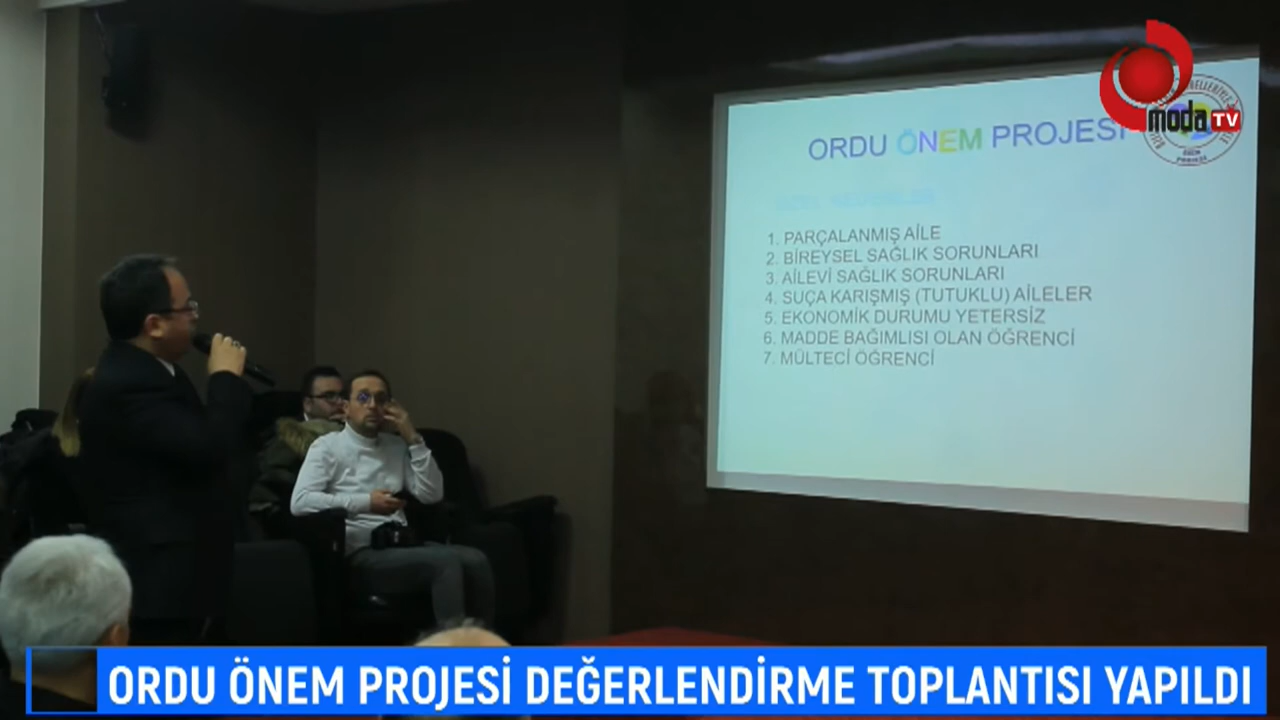 moda TV
ORDU ÖNEM PROJESİ
1. PARÇALANMIŞ AİLE
2. BİREYSEL SAĞLIK SORUNLARI
3. AİLEVİ SAĞLIK SORUNLARI
4. SUÇA KARIŞMIŞ (TUTUKLU) AİLELER
5. EKONOMİK DURUMU YETERSİZ
6. MADDE BAĞIMLISI OLAN ÖĞRENCİ
7. MÜLTECİ ÖĞRENCİ
ORDU ÖNEM PROJESİ DEĞERLENDİRME TOPLANTISI YAPILDI